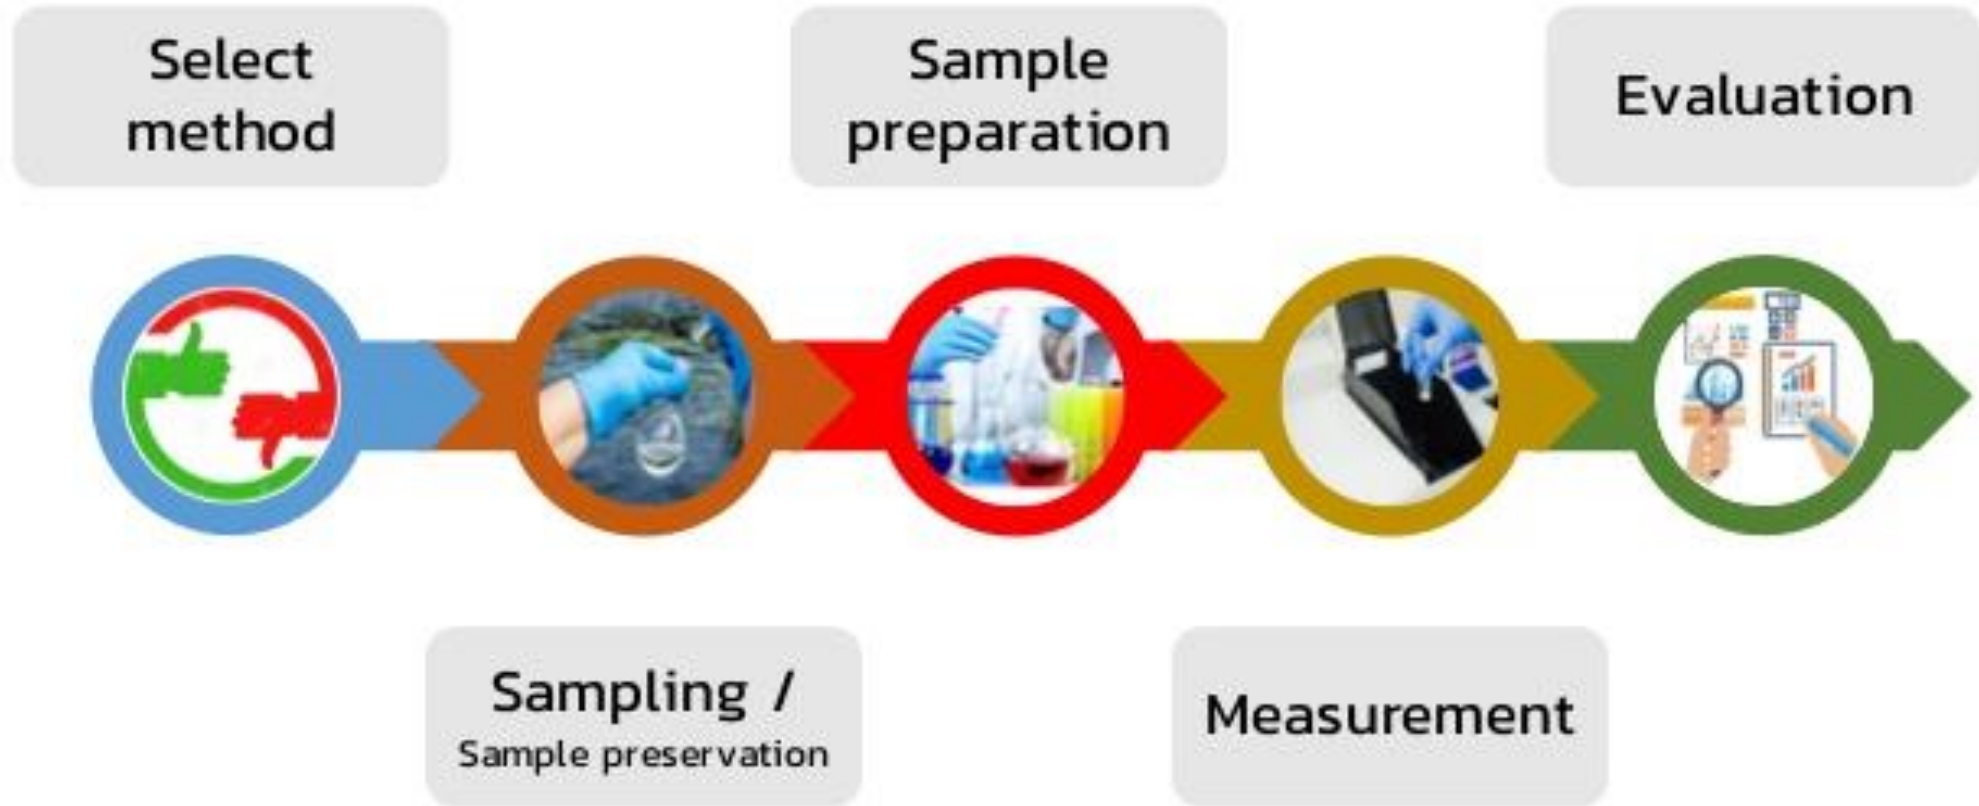 Select
method
Sampling /
Sample preservation
Sample
preparation
Measurement
Evaluation